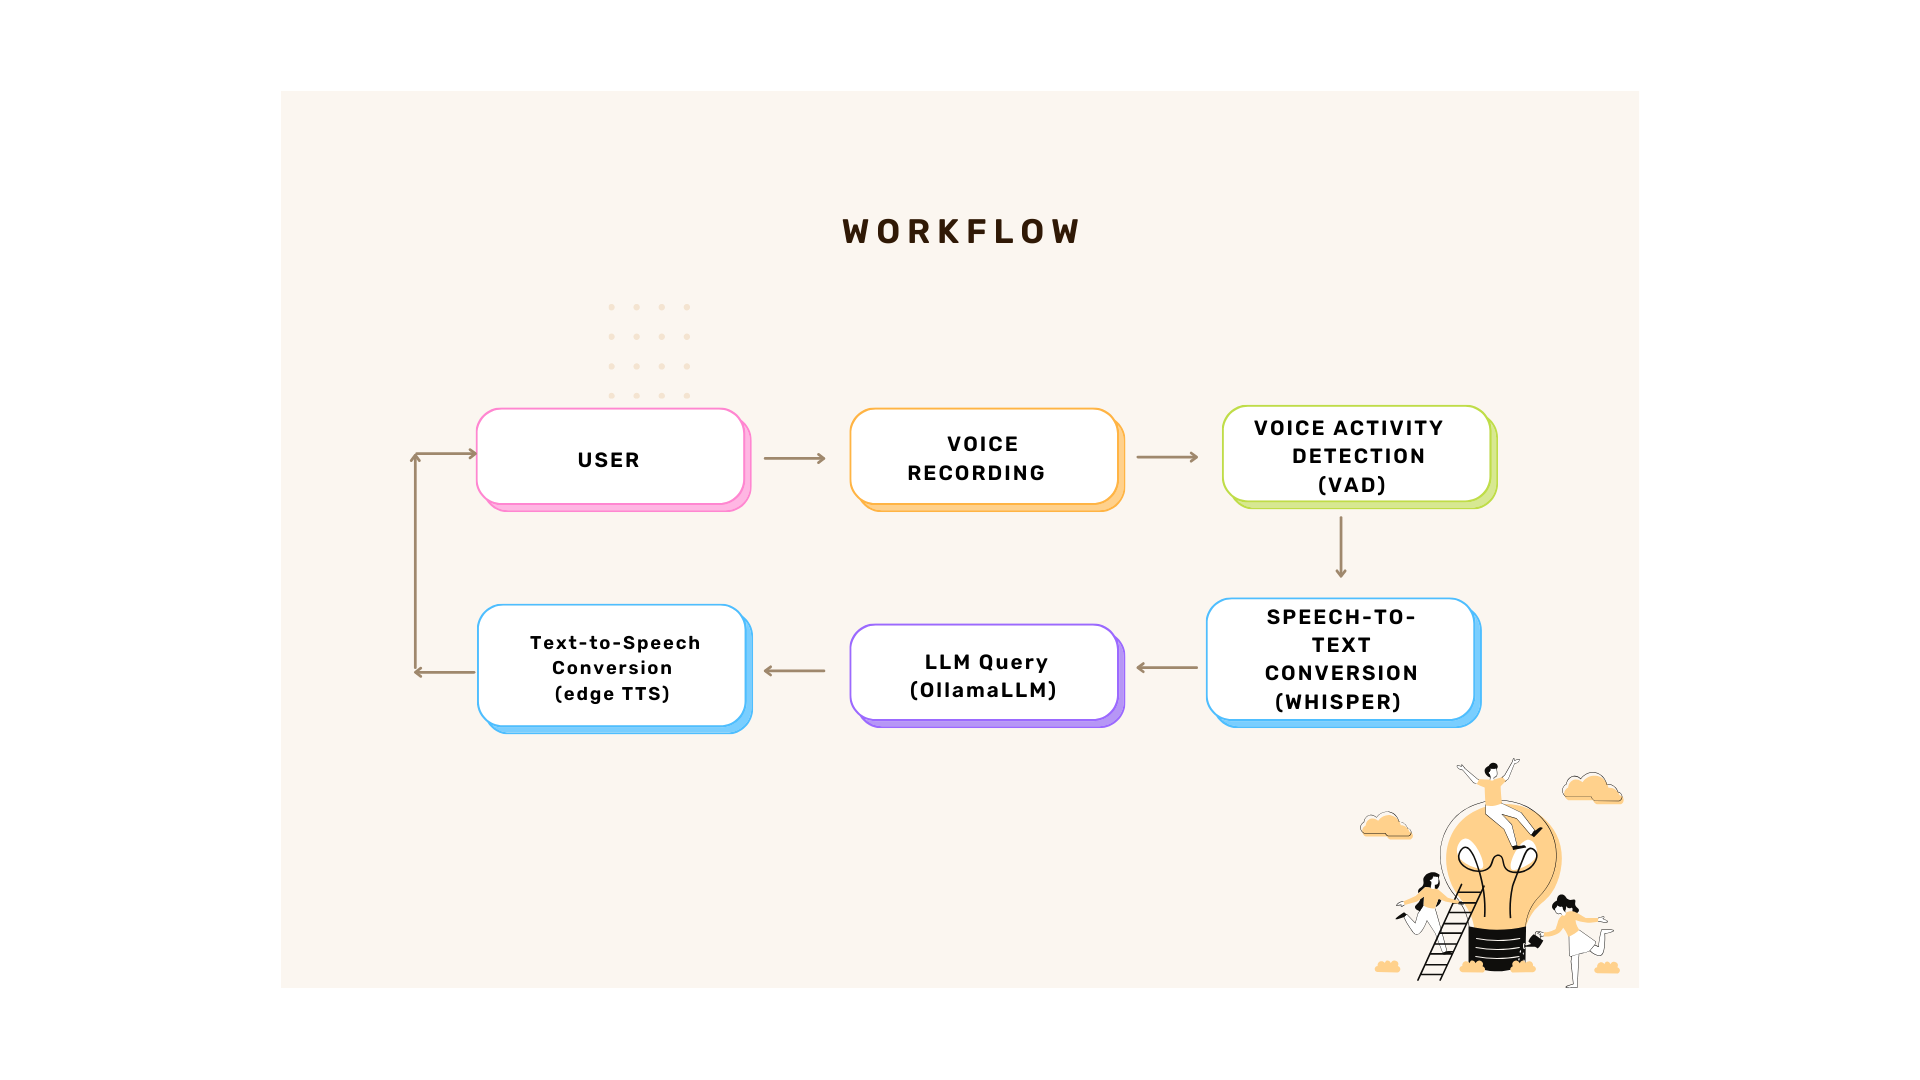 WORKFLOW
USER
VOICE
RECORDING
VOICE ACTIVITY
DETECTION
(VAD)
Text-to-Speech
Conversion
(edge TTS)
LLM Query
(OllamaLLM)
SPEECH-TO-
TEXT
CONVERSION
(WHISPER)